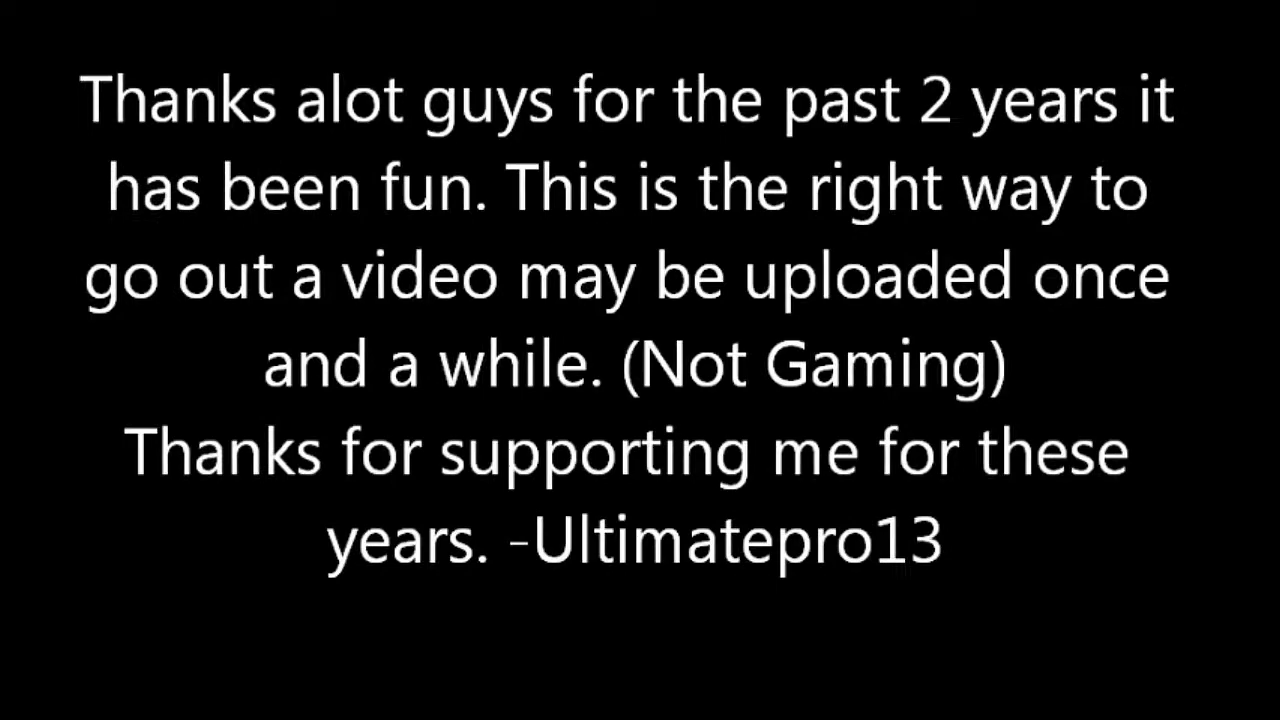 Thanks alot guys for the past 2 years it
has been fun. This is the right way to
go out a video may be uploaded once
and a while. (Not Gaming)
Thanks for supporting me for these
years. -Ultimatepro13